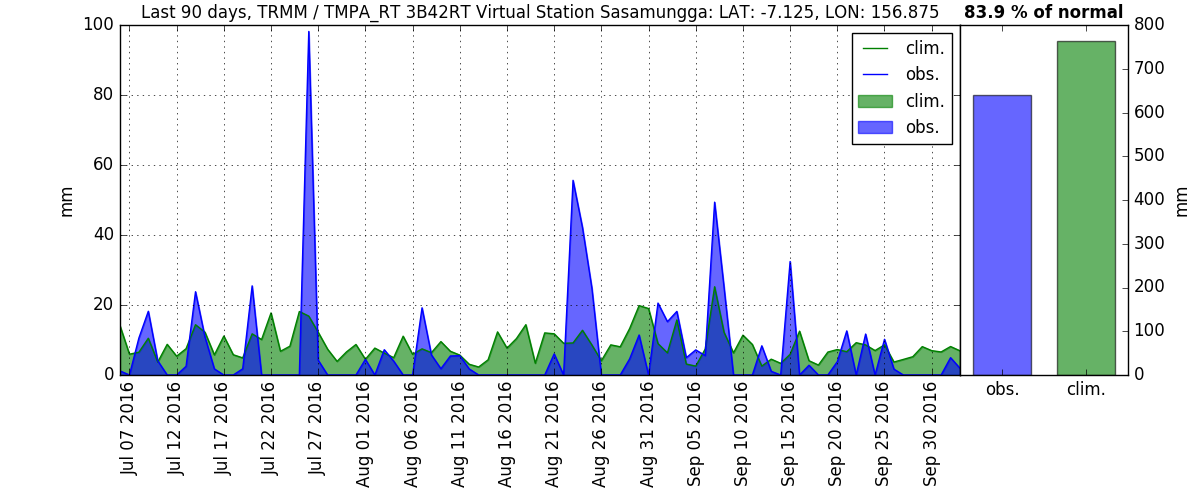 Last 90 days, TRMM / TMPA_RT 3B42RT Virtual Station Sasamungga: LAT: -7.125, LON: 156.875
83.9 % of normal
100
80
60
40
20
0
mm
clim.
obs.
clim.
obs.
800
700
600
500
400
300
200
100
0
mm
obs.
clim.
Jul 07 2016
Jul 12 2016
Jul 17 2016
Jul 22 2016
Jul 27 2016
Aug 01 2016
Aug 06 2016
Aug 11 2016
Aug 16 2016
Aug 21 2016
Aug 26 2016
Aug 31 2016
Sep 05 2016
Sep 10 2016
Sep 15 2016
Sep 20 2016
Sep 25 2016
Sep 30 2016